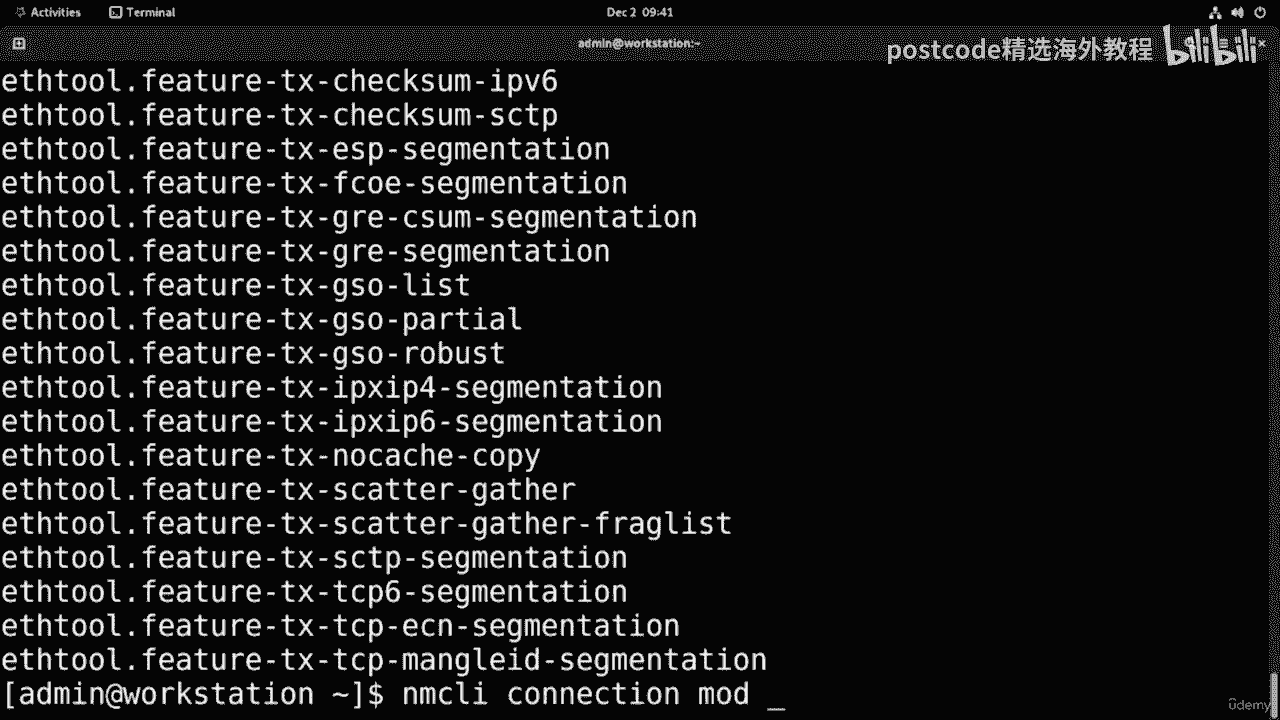 Activities Terminal Dec 2 09:41
admin@workstation:~
postcode精选海外教程 bilibili
ethtool.feature-tx-checksum-ipv6
ethtool.feature-tx-checksum-sctp
ethtool.feature-tx-esp-segmentation
ethtool.feature-tx-fcoe-segmentation
ethtool.feature-tx-gre-csum-segmentation
ethtool.feature-tx-gre-segmentation
ethtool.feature-tx-gso-list
ethtool.feature-tx-gso-partial
ethtool.feature-tx-gso-robust
ethtool.feature-tx-ipxip4-segmentation
ethtool.feature-tx-ipxip6-segmentation
ethtool.feature-tx-nocache-copy
ethtool.feature-tx-scatter-gather
ethtool.feature-tx-scatter-gather-fraglist
ethtool.feature-tx-sctp-segmentation
ethtool.feature-tx-tcp6-segmentation
ethtool.feature-tx-tcp-ecn-segmentation
ethtool.feature-tx-tcp-mangleid-segmentation
[admin@workstation ~]$ nmcli connection mod _
udemy